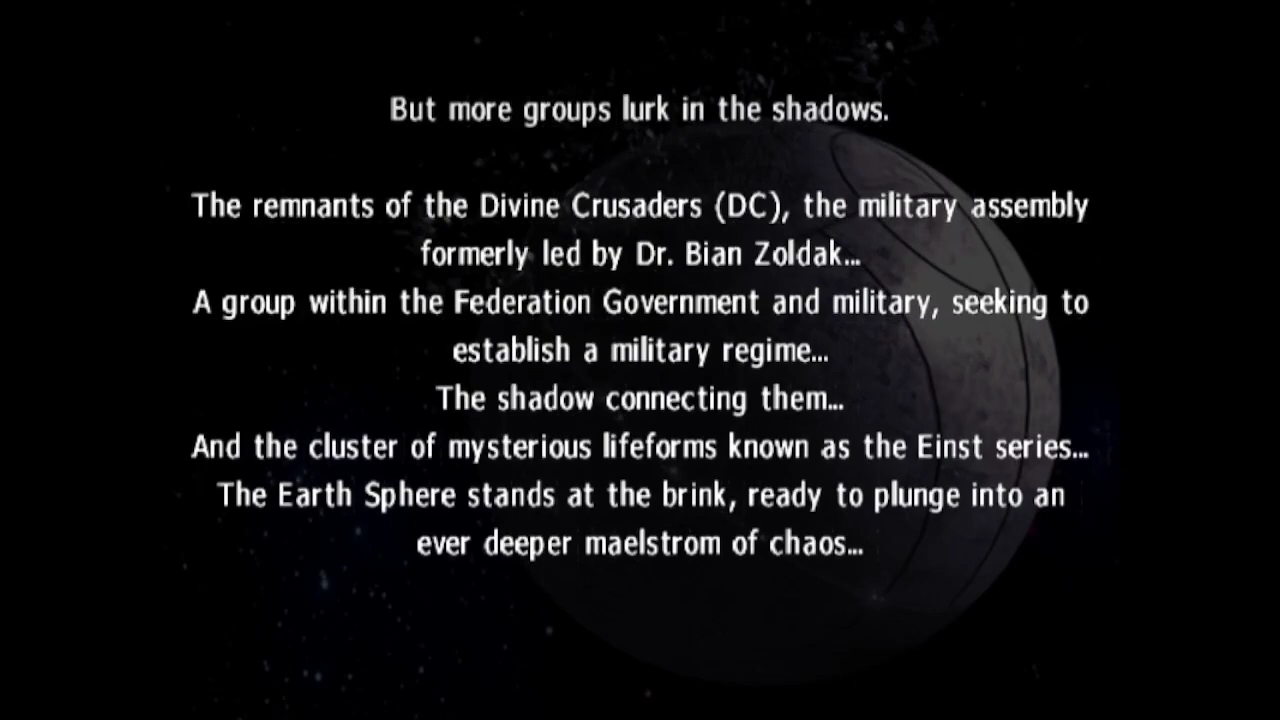 But more groups lurk in the shadows.
The remnants of the Divine Crusaders (DC), the military assembly
formerly led by Dr. Bian Zoldak...
A group within the Federation Government and military, seeking to
establish a military regime...
The shadow connecting them...
And the cluster of mysterious lifeforms known as the Einst series...
The Earth Sphere stands at the brink, ready to plunge into an
ever deeper maelstrom of chaos...